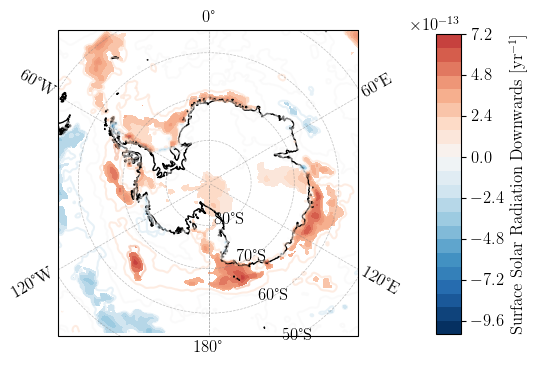 0°
×10⁻¹³
60°W
60°E
7.2
4.8
2.4
0.0
−2.4
−4.8
−7.2
−9.6
Surface Solar Radiation Downwards [yr⁻¹]
80°S
70°S
60°S
50°S
120°W
120°E
180°